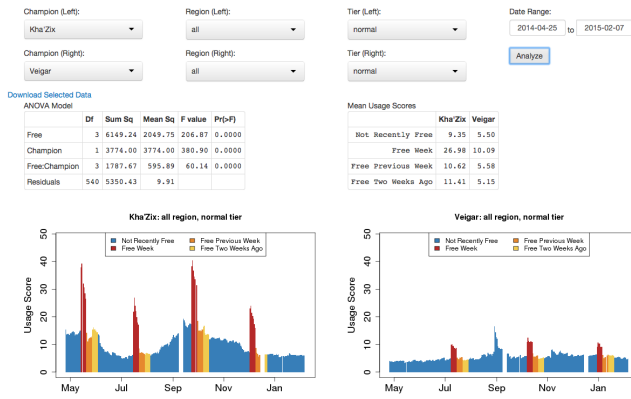 Champion (Left): Region (Left): Tier (Left): Date Range:
Kha'Zix all normal 2014-04-25 to 2015-02-07
Champion (Right): Region (Right): Tier (Right): Analyze
Veigar all normal
Download Selected Data
ANOVA Model
Df Sum Sq Mean Sq F value Pr(>F)
Free 3 6149.24 2049.75 206.87 0.0000
Champion 1 3774.00 3774.00 380.90 0.0000
Free:Champion 3 1787.67 595.89 60.14 0.0000
Residuals 540 5350.43 9.91
Mean Usage Scores
Kha'Zix Veigar
Not Recently Free 9.35 5.50
Free Week 26.98 10.09
Free Previous Week 10.62 5.58
Free Two Weeks Ago 11.41 5.15
Kha'Zix: all region, normal tier
Not Recently Free Free Previous Week
Free Week Free Two Weeks Ago
Usage Score
50
40
30
20
10
0
May Jul Sep Nov Jan
Veigar: all region, normal tier
Not Recently Free Free Previous Week
Free Week Free Two Weeks Ago
Usage Score
50
40
30
20
10
0
May Jul Sep Nov Jan